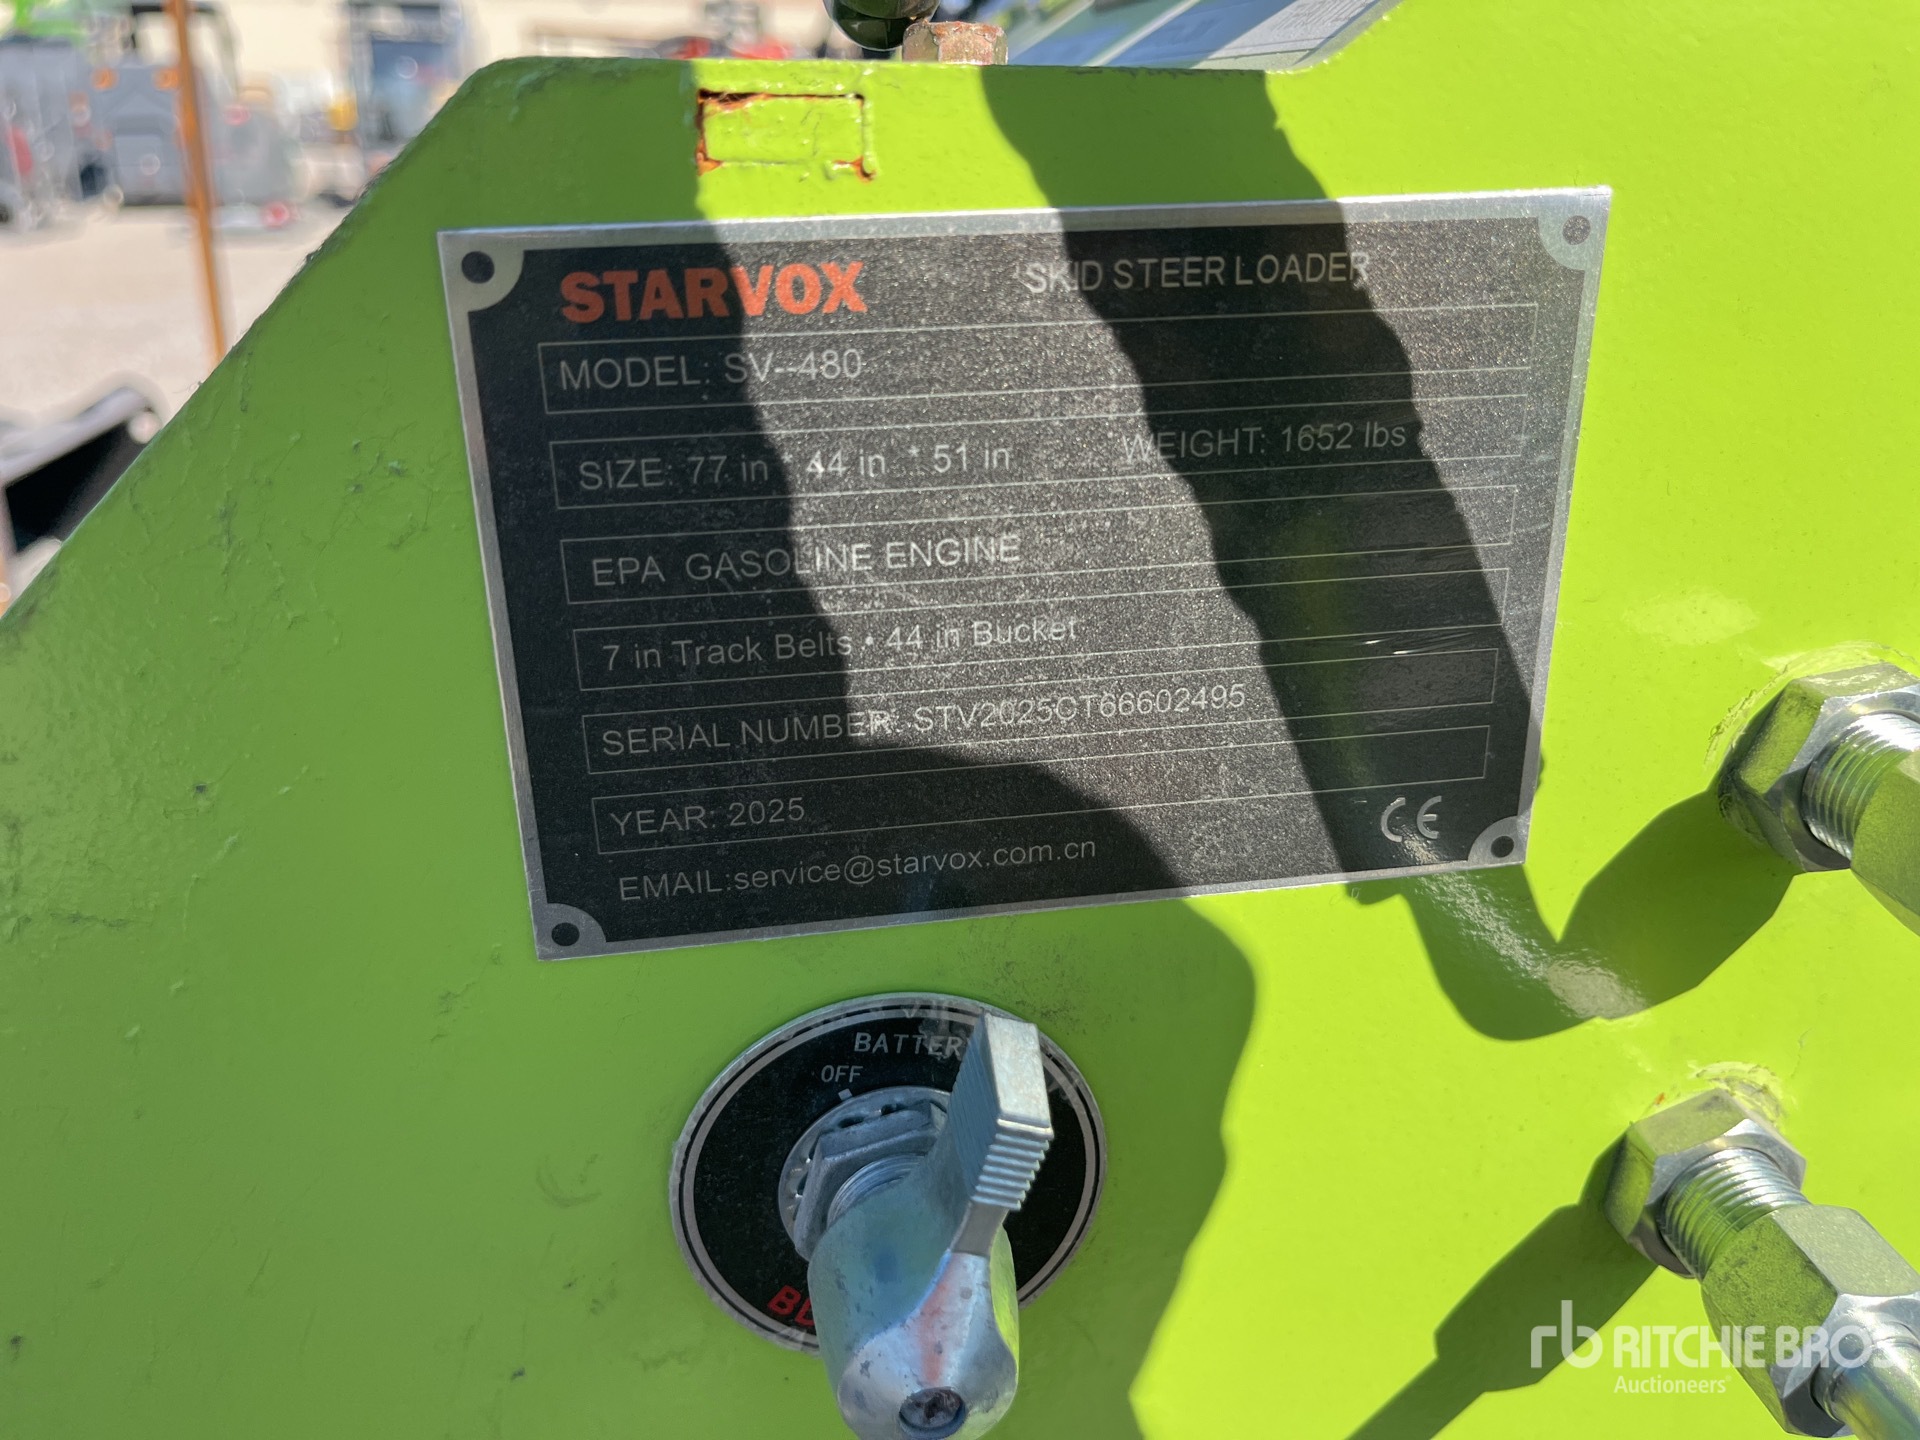 STARVOX SKID STEER LOADER
MODEL: SV--480
SIZE: 77 in * 44 in * 51 in WEIGHT: 1652 lbs
EPA GASOLINE ENGINE
7 in Track Belts • 44 in Bucket
SERIAL NUMBER: STV2025CT66602495
YEAR: 2025
CE
EMAIL:service@starvox.com.cn
BATTERY
OFF
rb RITCHIE BROS
Auctioneers